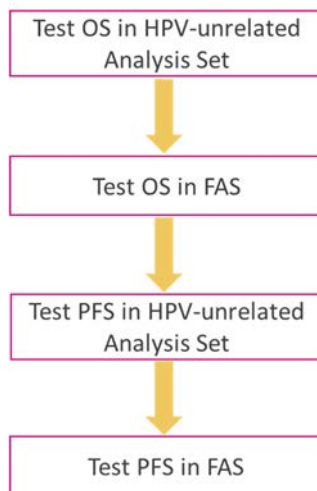 Test OS in HPV-unrelated
Analysis Set
Test OS in FAS
Test PFS in HPV-unrelated
Analysis Set
Test PFS in FAS